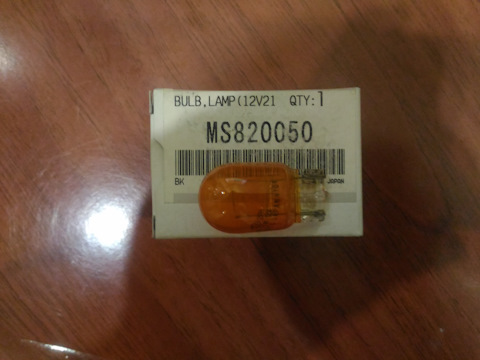 BULB,LAMP(12V21 QTY:1
MS820050
BK JAPAN